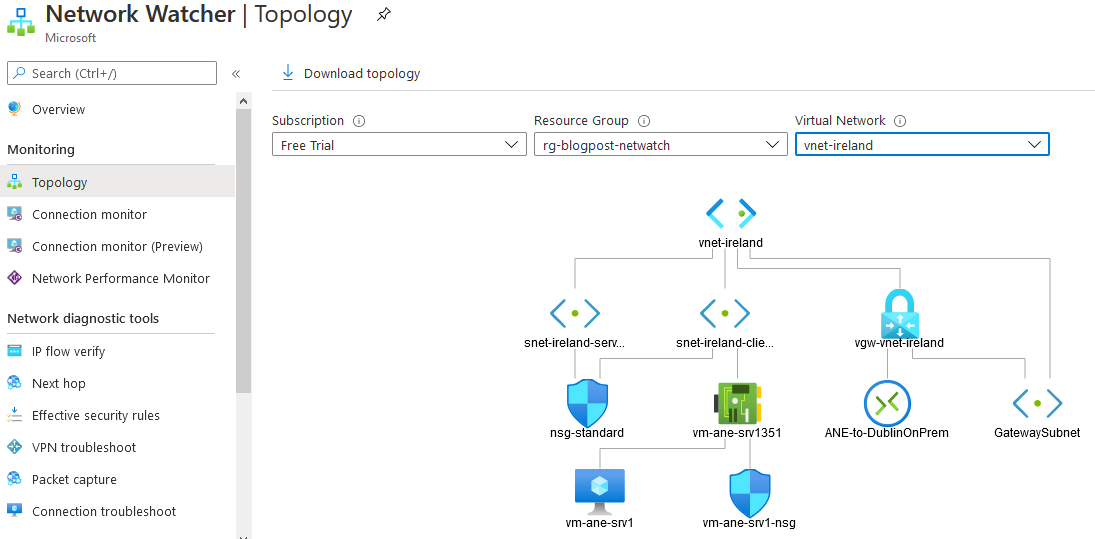 Network Watcher | Topology
Microsoft
Search (Ctrl+/)
«
Overview
Monitoring
Topology
Connection monitor
Connection monitor (Preview)
Network Performance Monitor
Network diagnostic tools
IP flow verify
Next hop
Effective security rules
VPN troubleshoot
Packet capture
Connection troubleshoot
Download topology
Subscription
Resource Group
Virtual Network
Free Trial
rg-blogpost-netwatch
vnet-ireland
vnet-ireland
snet-ireland-serv...
snet-ireland-clie...
vgw-vnet-ireland
nsg-standard
vm-ane-srv1351
ANE-to-DublinOnPrem
GatewaySubnet
vm-ane-srv1
vm-ane-srv1-nsg